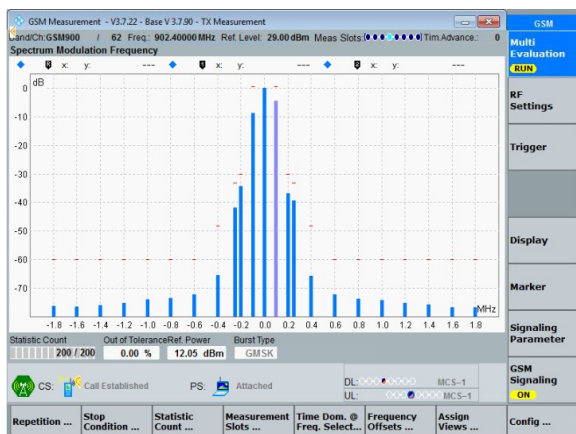 GSM Measurement - V3.7.22 - Base V 3.7.90 - TX Measurement
GSM
Band/Ch: GSM900 / 62 Freq.: 902.40000 MHz Ref. Level: 29.00 dBm Meas Slots: Tim.Advance.: 0
Spectrum Modulation Frequency
Multi
Evaluation
RUN
x: y: --- x: y: --- x: y: ---
dB
0
-10
-20
-30
-40
-50
-60
-70
-1.8 -1.6 -1.4 -1.2 -1.0 -0.8 -0.6 -0.4 -0.2 0.0 0.2 0.4 0.6 0.8 1.0 1.2 1.4 1.6 1.8 MHz
RF
Settings
Trigger
Display
Marker
Signaling
Parameter
GSM
Signaling
ON
Statistic Count Out of Tolerance Ref. Power Burst Type
200 / 200 0.00 % 12.05 dBm GMSK
CS: Call Established PS: Attached
DL: MCS-1
UL: MCS-1
Repetition ...
Stop
Condition ...
Statistic
Count ...
Measurement
Slots ...
Time Dom. @
Freq. Select...
Frequency
Offsets ...
Assign
Views ...
Config ...